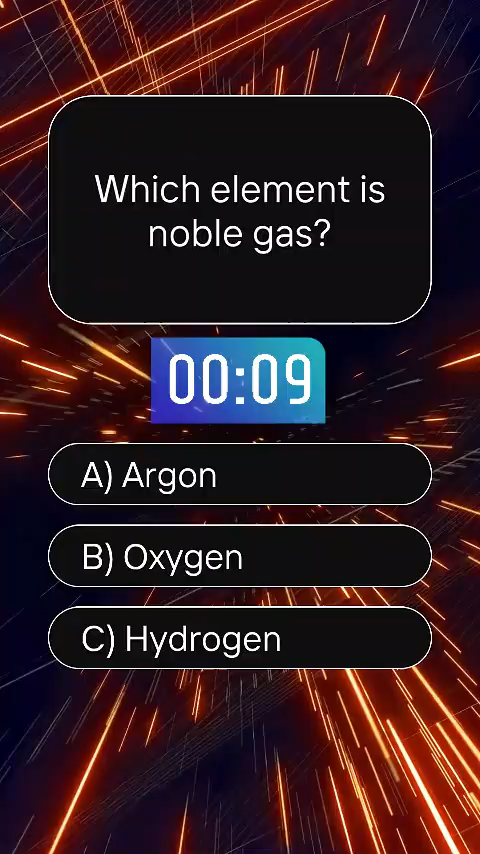 Which element is
noble gas?
00:09
A) Argon
B) Oxygen
C) Hydrogen